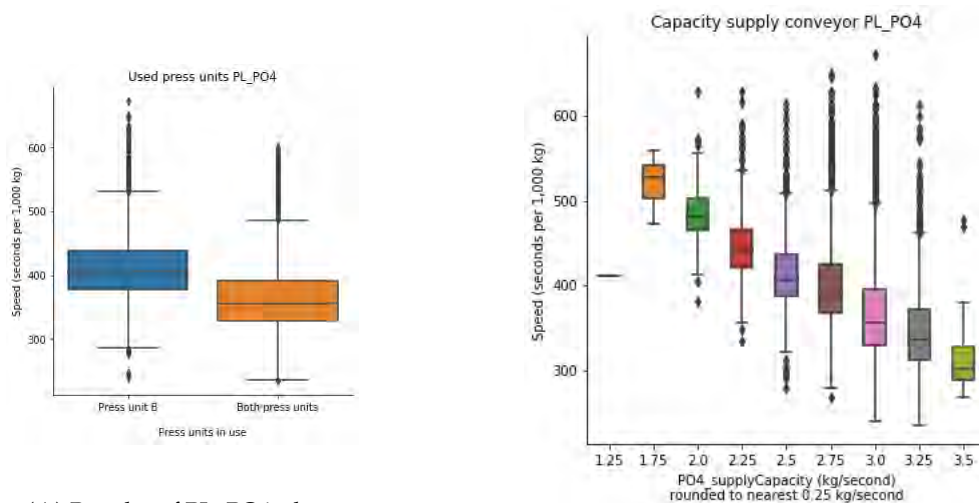 Used press units PL_PO4
Speed (seconds per 1,000 kg)
600
500
400
300
Press unit B
Both press units
Press units in use
Capacity supply conveyor PL_PO4
Speed (seconds per 1,000 kg)
600
500
400
300
1.25 1.75 2.0 2.25 2.5 2.75 3.0 3.25 3.5
PO4_supplyCapacity (kg/second)
rounded to nearest 0.25 kg/second